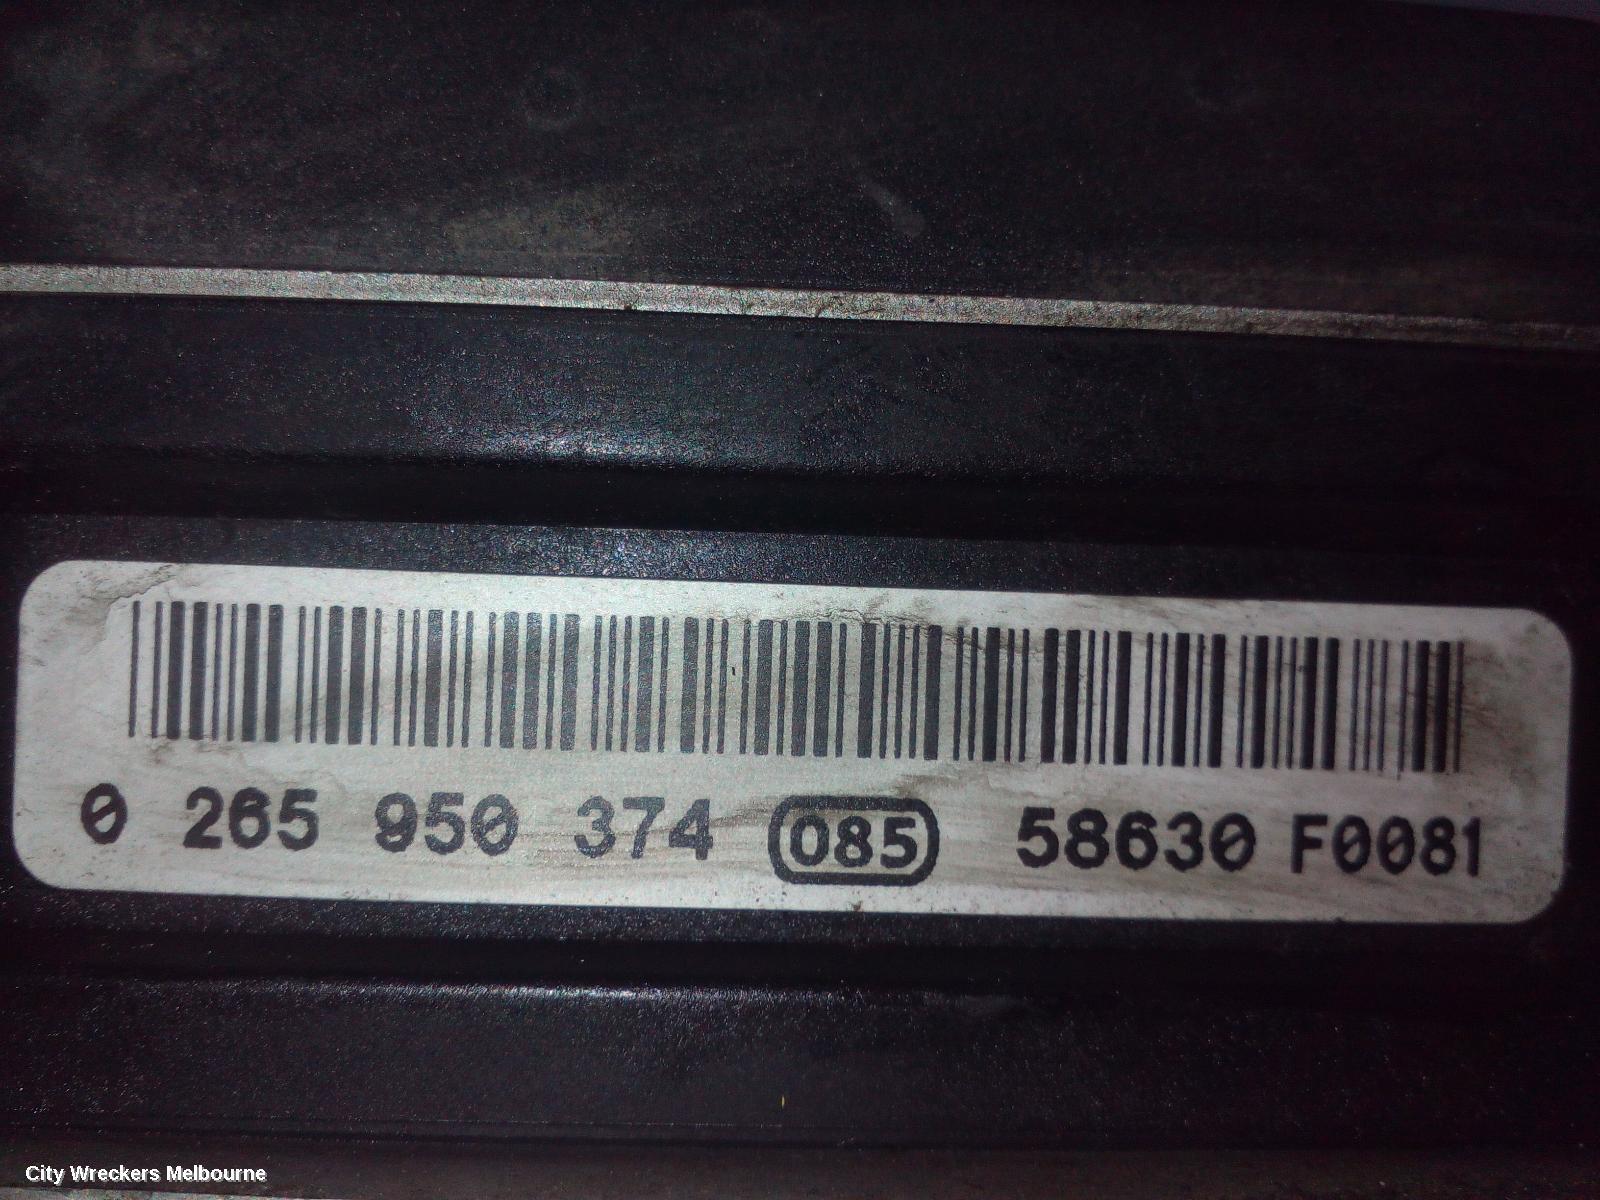 0 265 950 374 085 58630 F0081
City Wreckers Melbourne